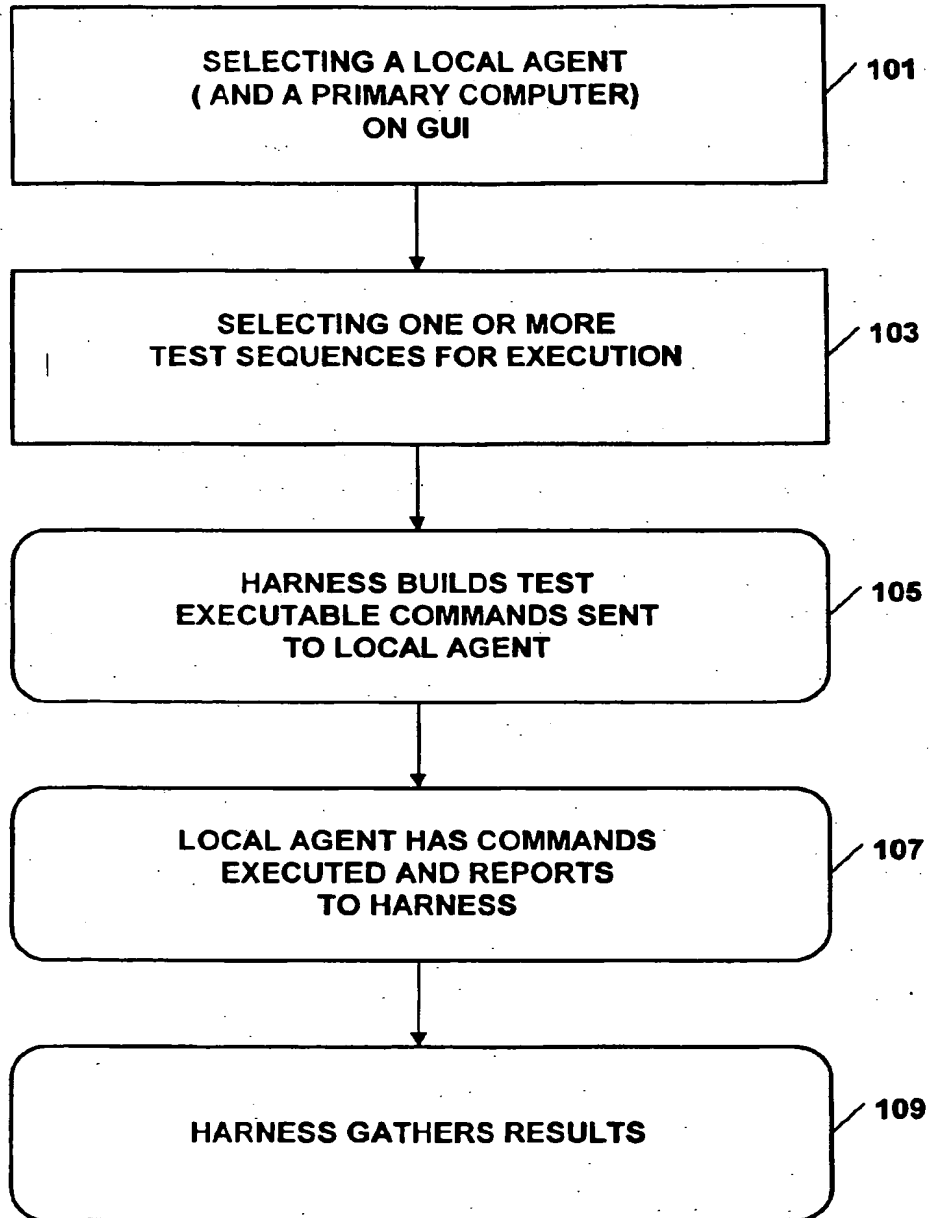 SELECTING A LOCAL AGENT
( AND A PRIMARY COMPUTER)
ON GUI
101
SELECTING ONE OR MORE
TEST SEQUENCES FOR EXECUTION
103
HARNESS BUILDS TEST
EXECUTABLE COMMANDS SENT
TO LOCAL AGENT
105
LOCAL AGENT HAS COMMANDS
EXECUTED AND REPORTS
TO HARNESS
107
HARNESS GATHERS RESULTS
109